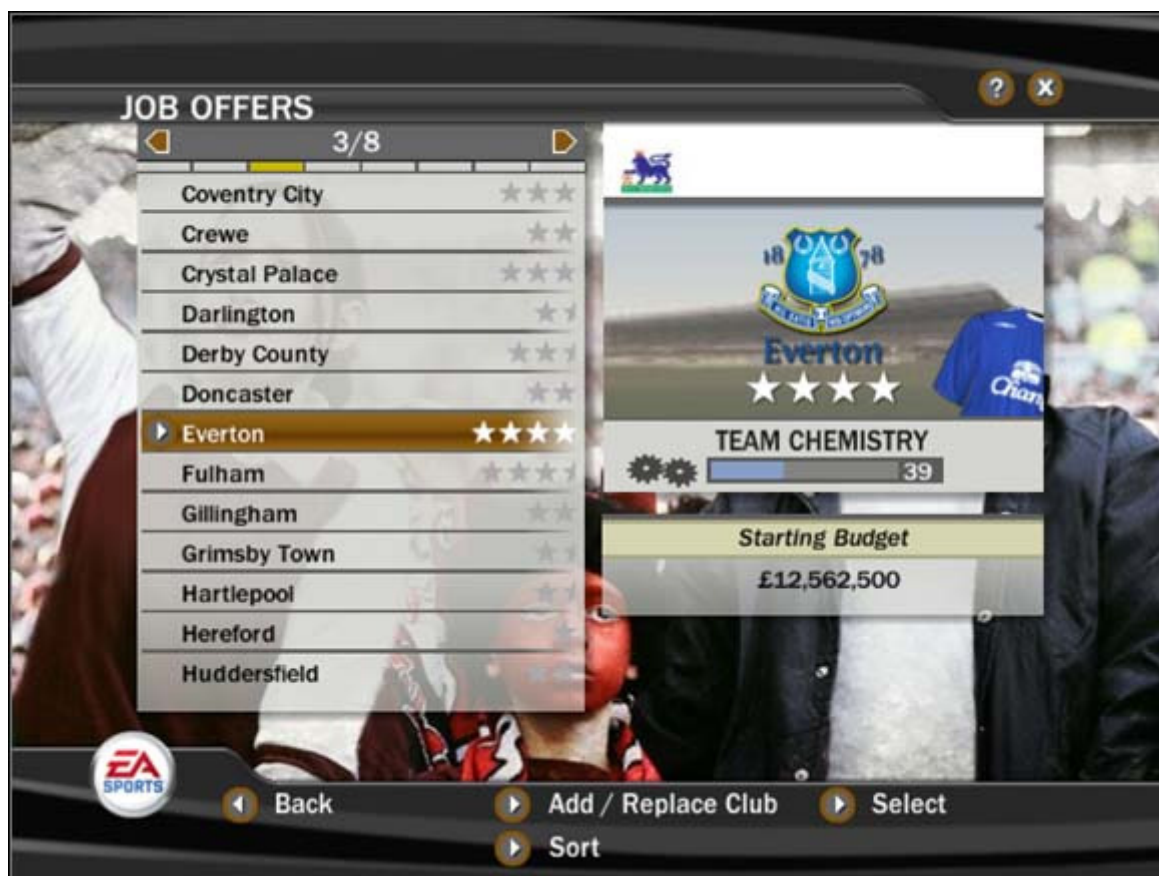 JOB OFFERS
? X
3/8
Coventry City
Crewe
Crystal Palace
Darlington
Derby County
Doncaster
Everton
Fulham
Gillingham
Grimsby Town
Hartlepool
Hereford
Huddersfield
18 78
Everton
Chan
TEAM CHEMISTRY
39
Starting Budget
£12,562,500
EA
SPORTS
Back
Add / Replace Club
Select
Sort